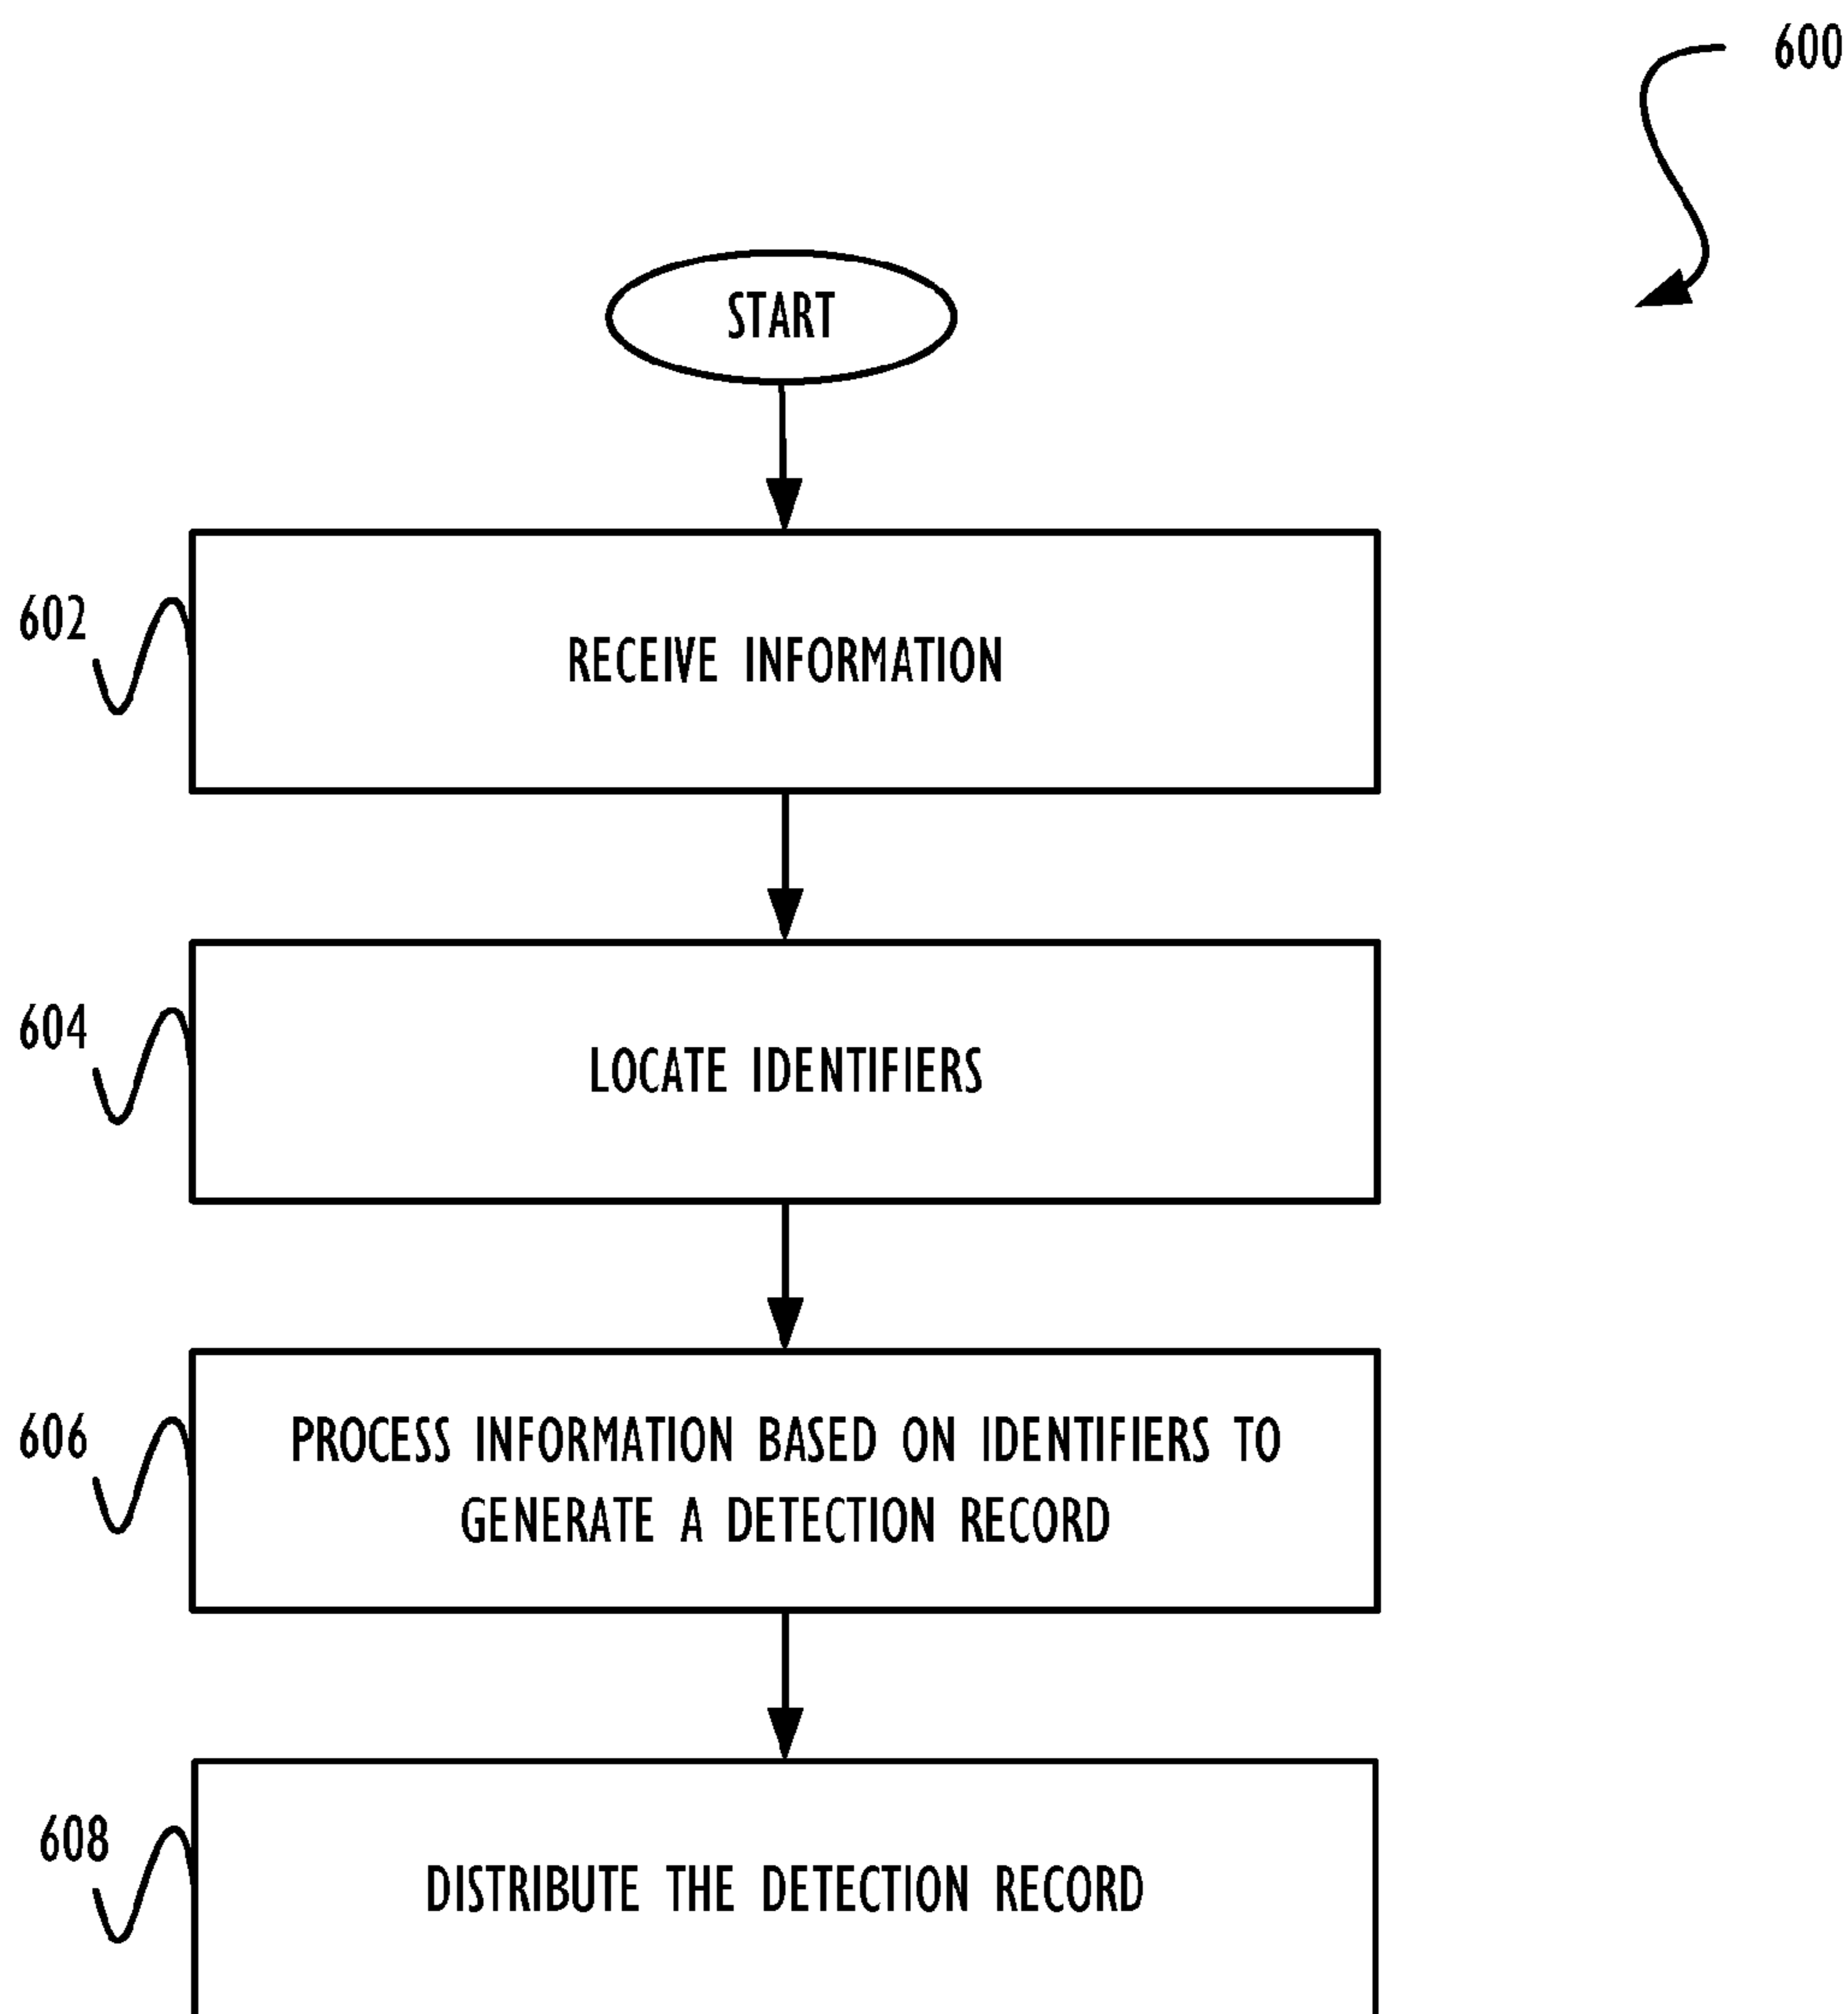 600
START
602
RECEIVE INFORMATION
604
LOCATE IDENTIFIERS
606
PROCESS INFORMATION BASED ON IDENTIFIERS TO
GENERATE A DETECTION RECORD
608
DISTRIBUTE THE DETECTION RECORD